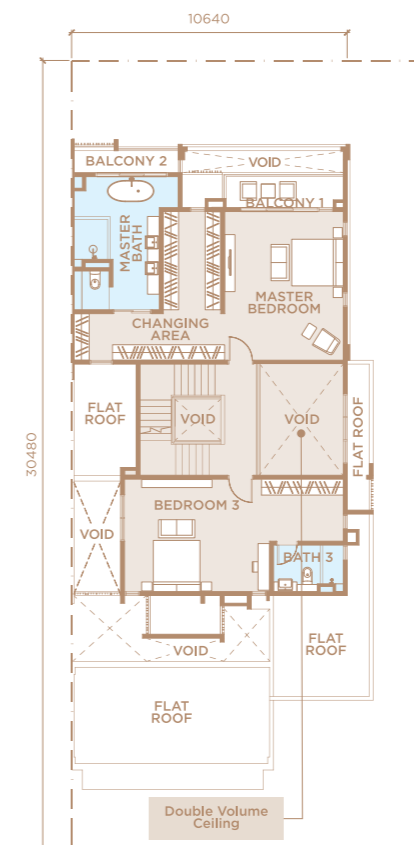 10640
BALCONY 2
VOID
BALCONY 1
MASTER
BATH
MASTER
BEDROOM
CHANGING
AREA
FLAT
ROOF
VOID
VOID
FLAT ROOF
30480
BEDROOM 3
VOID
BATH 3
FLAT
ROOF
VOID
FLAT
ROOF
Double Volume
Ceiling